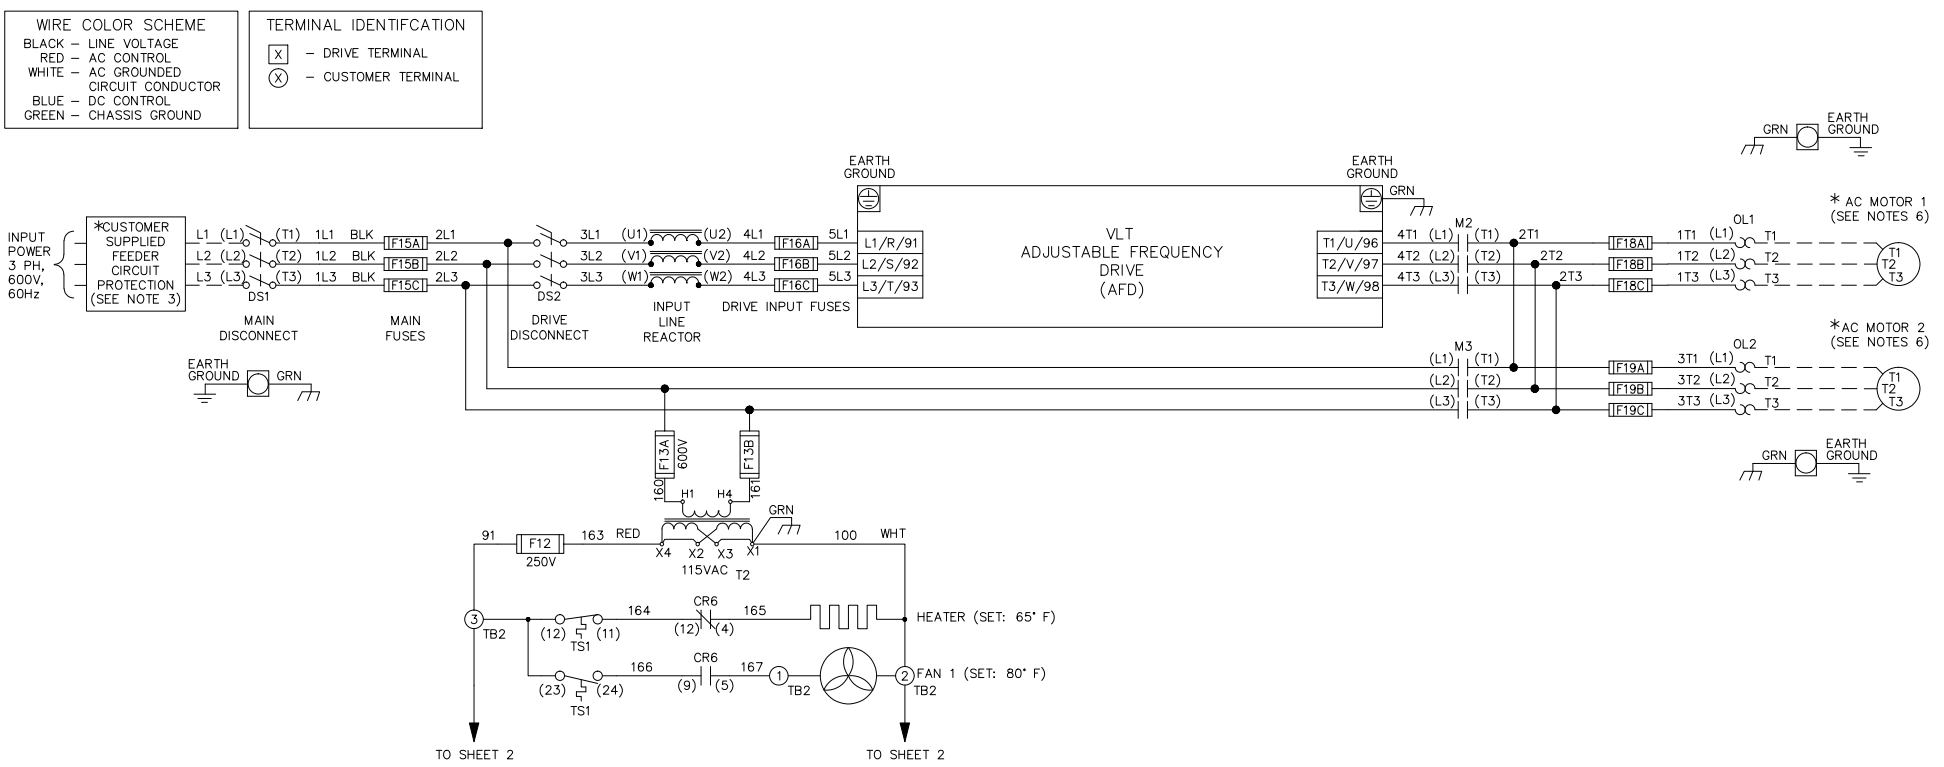 WIRE COLOR SCHEME
BLACK – LINE VOLTAGE
RED – AC CONTROL
WHITE – AC GROUNDED
CIRCUIT CONDUCTOR
BLUE – DC CONTROL
GREEN – CHASSIS GROUND
TERMINAL IDENTIFCATION
X – DRIVE TERMINAL
X – CUSTOMER TERMINAL
GRN
EARTH
GROUND
INPUT
POWER
3 PH,
600V,
60Hz
*CUSTOMER
SUPPLIED
FEEDER
CIRCUIT
PROTECTION
(SEE NOTE 3)
L1 (L1) (T1) 1L1 BLK F15A 2L1 3L1 (U1) (U2) 4L1 F16A 5L1 L1/R/91
L2 (L2) (T2) 1L2 BLK F15B 2L2 3L2 (V1) (V2) 4L2 F16B 5L2 L2/S/92
L3 (L3) (T3) 1L3 BLK F15C 2L3 3L3 (W1) (W2) 4L3 F16C 5L3 L3/T/93
DS1
MAIN
DISCONNECT
MAIN
FUSES
DS2
DRIVE
DISCONNECT
INPUT
LINE
REACTOR
DRIVE INPUT FUSES
EARTH
GROUND
VLT
ADJUSTABLE FREQUENCY
DRIVE
(AFD)
EARTH
GROUND
GRN
M2
OL1
T1/U/96 4T1 (L1) (T1) 2T1 F18A 1T1 (L1) T1
T2/V/97 4T2 (L2) (T2) 2T2 F18B 1T2 (L2) T2
T3/W/98 4T3 (L3) (T3) 2T3 F18C 1T3 (L3) T3
* AC MOTOR 1
(SEE NOTES 6)
T1
T2
T3
EARTH
GROUND
GRN
M3
OL2
(L1) (T1) F19A 3T1 (L1) T1
(L2) (T2) F19B 3T2 (L2) T2
(L3) (T3) F19C 3T3 (L3) T3
*AC MOTOR 2
(SEE NOTES 6)
T1
T2
T3
GRN
EARTH
GROUND
F13A
600V
F13B
160
H1
H4
161
GRN
91
F12
250V
163
RED
X4
X2
X3
X1
100
WHT
115VAC
T2
3
TB2
(12)
(11)
TS1
164
CR6
(12)
(4)
165
HEATER (SET: 65° F)
(23)
(24)
TS1
166
CR6
(9)
(5)
167
1
TB2
2
TB2
FAN 1 (SET: 80° F)
TO SHEET 2
TO SHEET 2